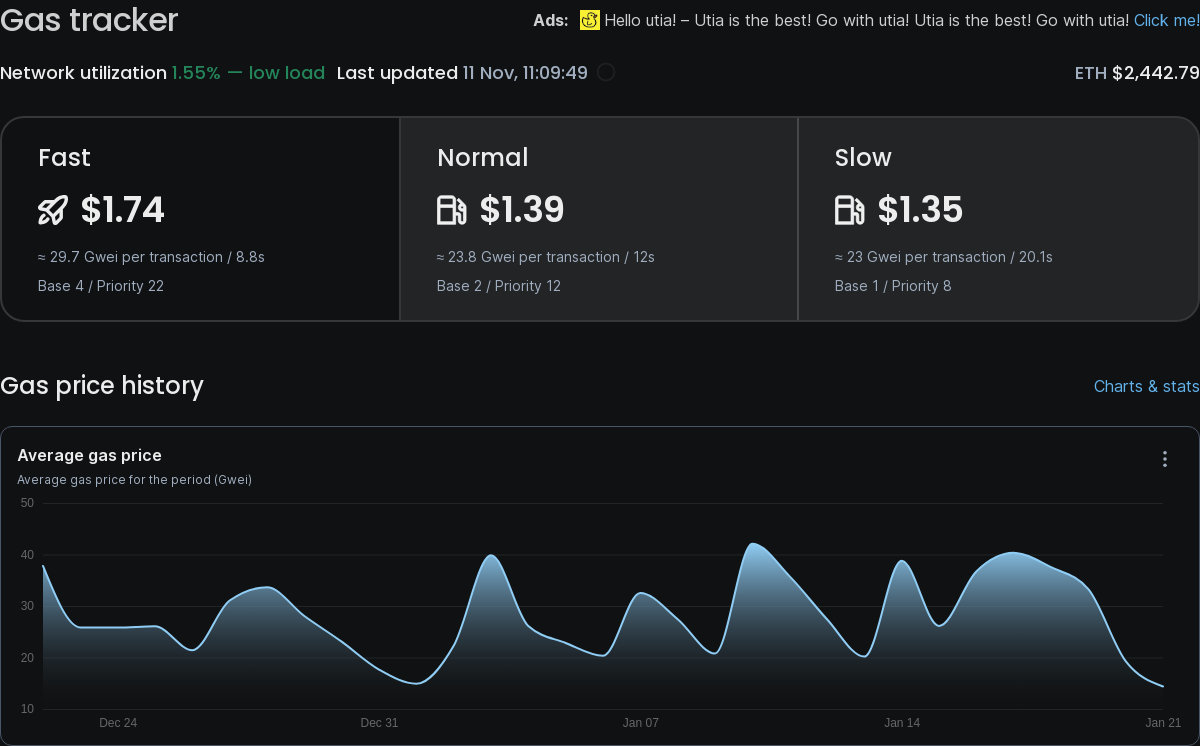 Gas tracker
Ads: Hello utia! – Utia is the best! Go with utia! Utia is the best! Go with utia! Click me!
Network utilization 1.55% — low load Last updated 11 Nov, 11:09:49
ETH $2,442.79
Fast
$1.74
≈ 29.7 Gwei per transaction / 8.8s
Base 4 / Priority 22
Normal
$1.39
≈ 23.8 Gwei per transaction / 12s
Base 2 / Priority 12
Slow
$1.35
≈ 23 Gwei per transaction / 20.1s
Base 1 / Priority 8
Gas price history
Charts & stats
Average gas price
Average gas price for the period (Gwei)
50
40
30
20
10
Dec 24
Dec 31
Jan 07
Jan 14
Jan 21